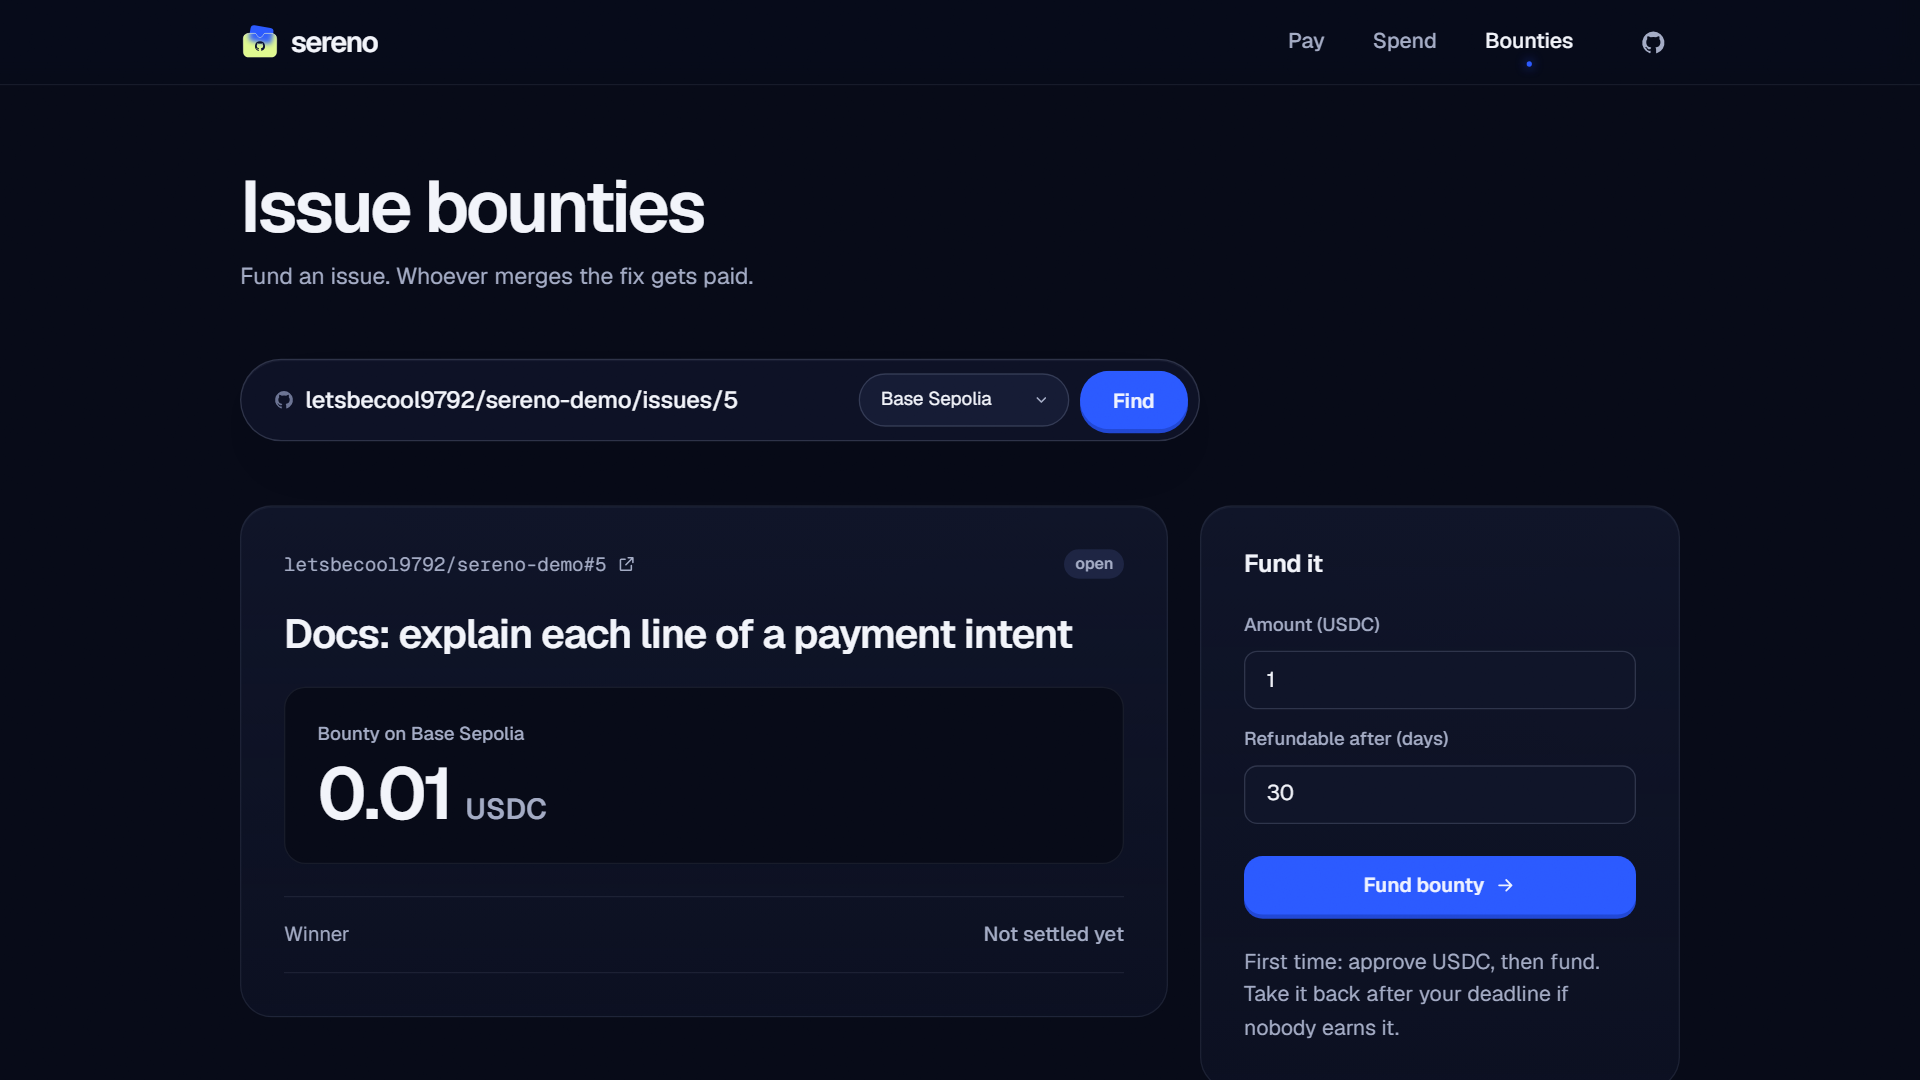 sereno
Pay
Spend
Bounties
Issue bounties
Fund an issue. Whoever merges the fix gets paid.
letsbecool9792/sereno-demo/issues/5
Base Sepolia
Find
letsbecool9792/sereno-demo#5
open
Docs: explain each line of a payment intent
Bounty on Base Sepolia
0.01 USDC
Winner
Not settled yet
Fund it
Amount (USDC)
1
Refundable after (days)
30
Fund bounty →
First time: approve USDC, then fund.
Take it back after your deadline if
nobody earns it.